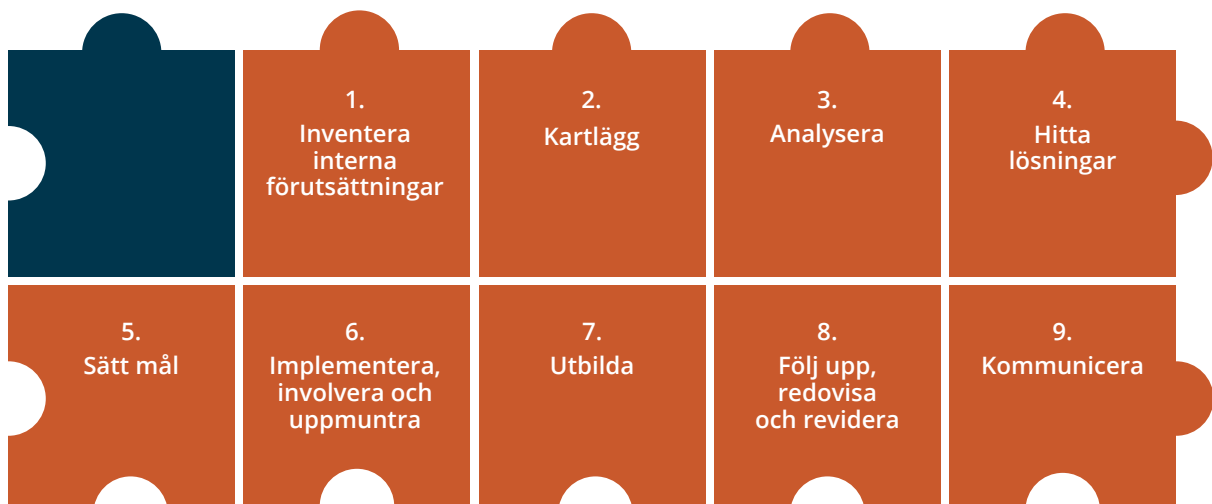 1.
Inventera
interna
förutsättningar
2.
Kartlägg
3.
Analysera
4.
Hitta
lösningar
5.
Sätt mål
6.
Implementera,
involvera och
uppmuntra
7.
Utbilda
8.
Följ upp,
redovisa
och revidera
9.
Kommunicera